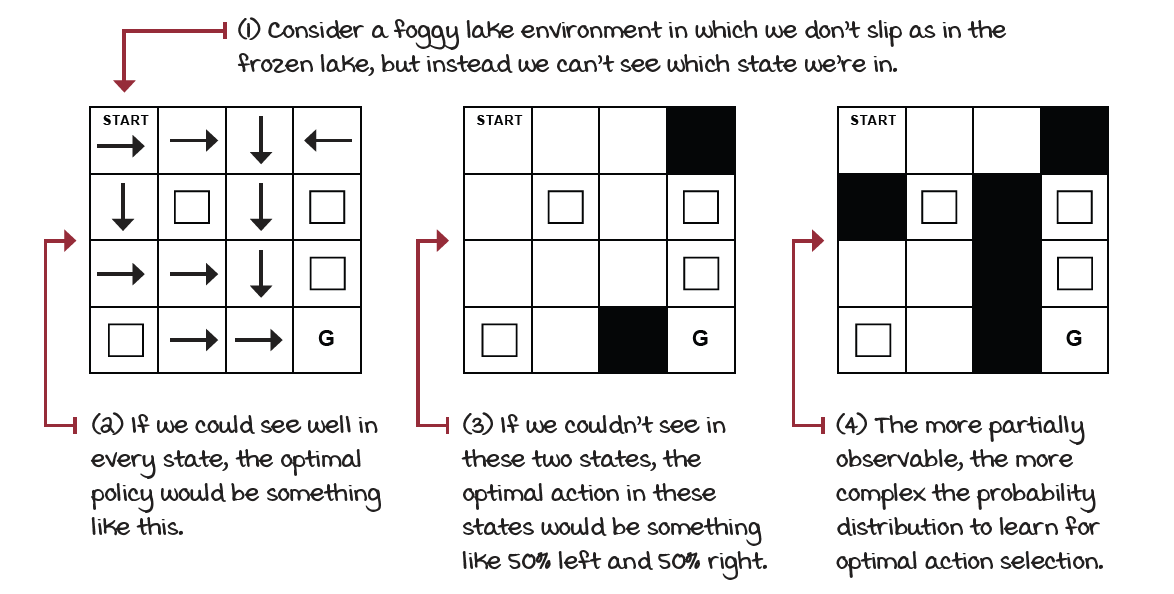 (1) Consider a foggy lake environment in which we don't slip as in the
frozen lake, but instead we can't see which state we're in.
START
START
START
G
G
G
(2) If we could see well in
every state, the optimal
policy would be something
like this.
(3) If we couldn't see in
these two states, the
optimal action in these
states would be something
like 50% left and 50% right.
(4) The more partially
observable, the more
complex the probability
distribution to learn for
optimal action selection.